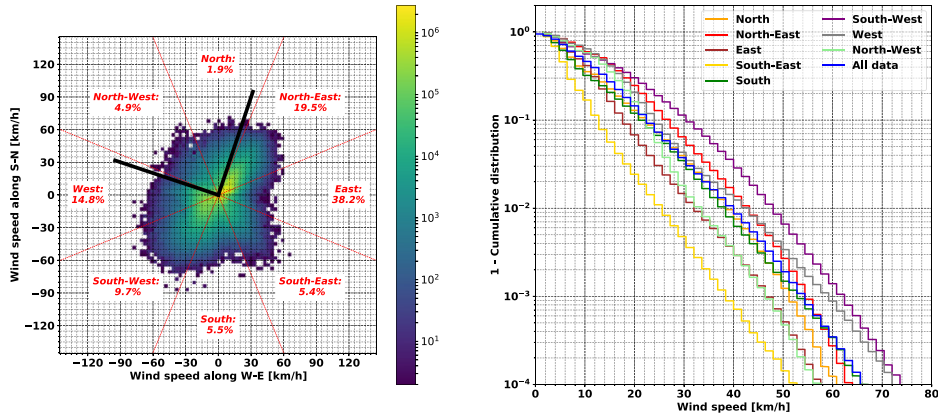 North:
1.9%
North-West:
4.9%
North-East:
19.5%
West:
14.8%
East:
38.2%
South-West:
9.7%
South-East:
5.4%
South:
5.5%
120
90
60
30
0
−30
−60
−90
−120
Wind speed along S-N [km/h]
−120 −90 −60 −30 0 30 60 90 120
Wind speed along W-E [km/h]
10^6
10^5
10^4
10^3
10^2
10^1
North
North-East
East
South-East
South
South-West
West
North-West
All data
10^0
10^−1
10^−2
10^−3
10^−4
1 - Cumulative distribution
0 10 20 30 40 50 60 70 80
Wind speed [km/h]